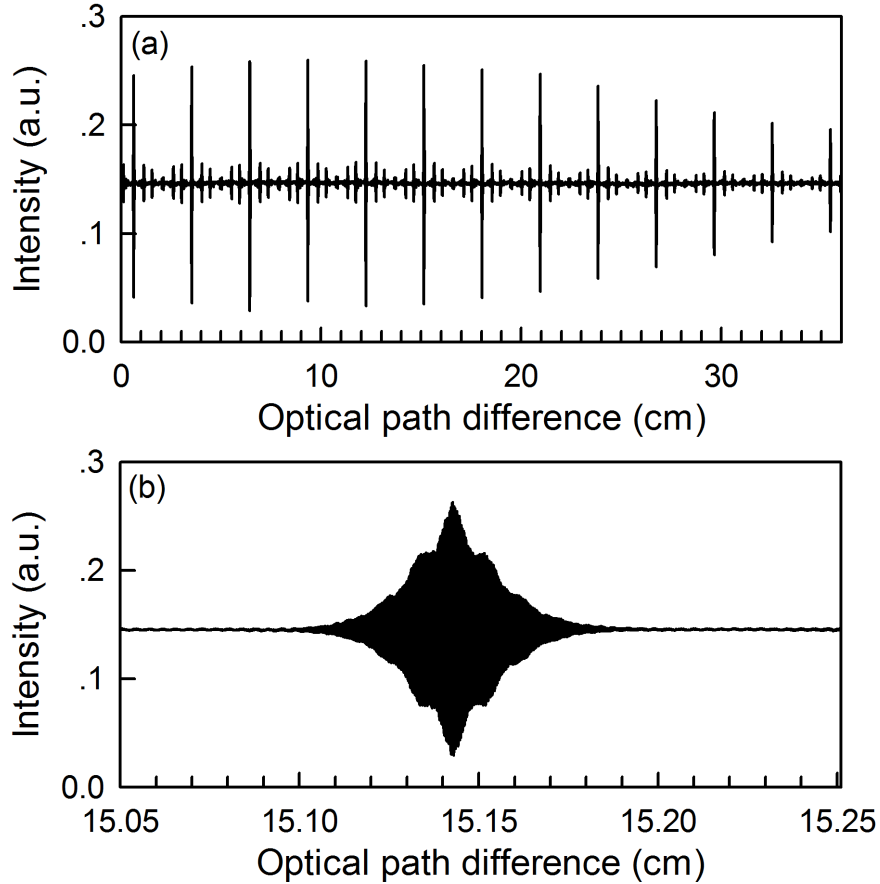 .3
(a)
.2
Intensity (a.u.)
.1
0.0
0 10 20 30
Optical path difference (cm)
.3
(b)
.2
Intensity (a.u.)
.1
0.0
15.05 15.10 15.15 15.20 15.25
Optical path difference (cm)